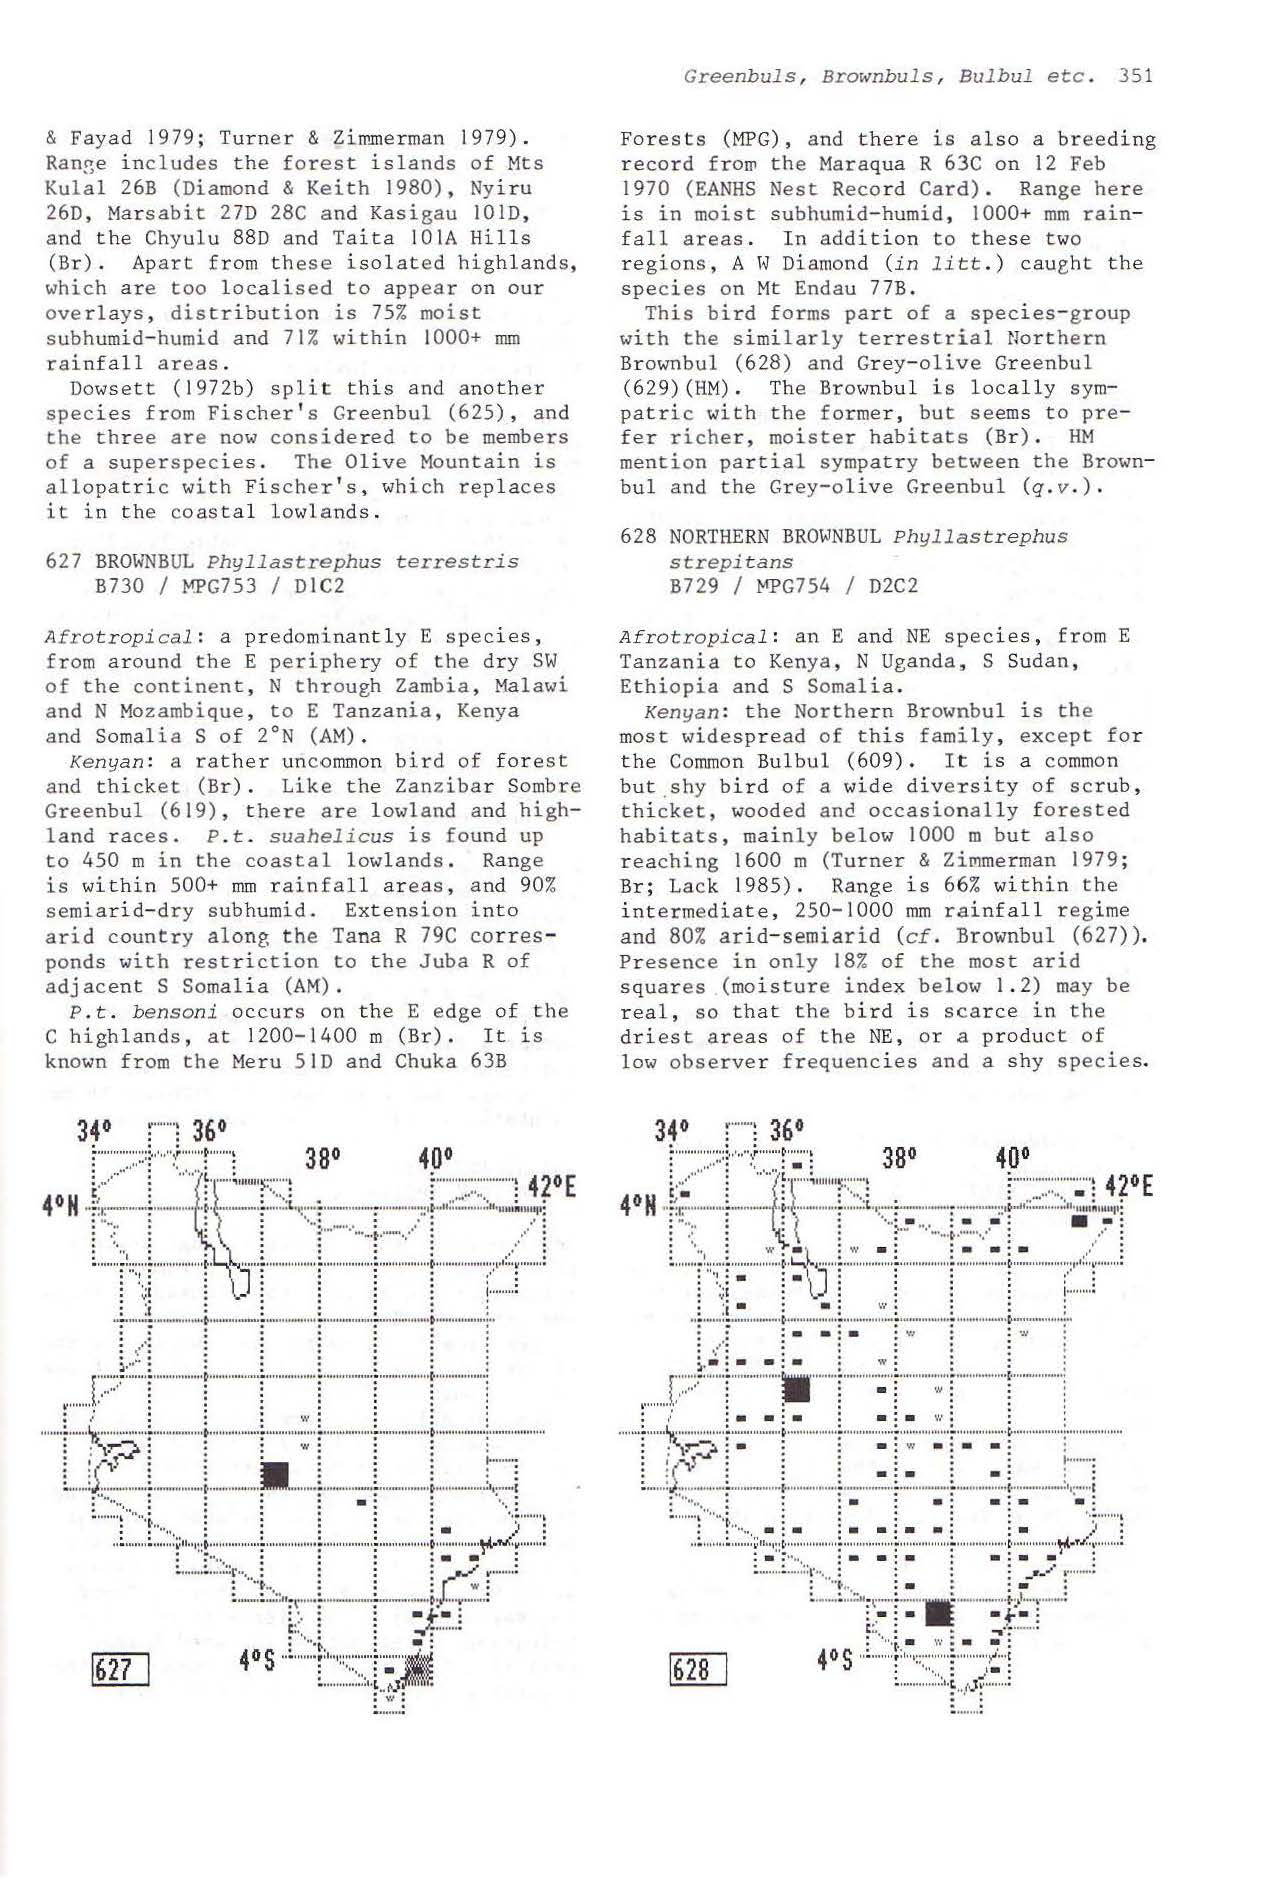 Greenbuls, Brownbuls, Bulbul etc. 351
& Fayad 1979; Turner & Zimmerman 1979).
Range includes the forest islands of Mts
Kulal 26B (Diamond & Keith 1980), Nyiru
26D, Marsabit 27D 28C and Kasigau 101D,
and the Chyulu 88D and Taita 101A Hills
(Br). Apart from these isolated highlands,
which are too localised to appear on our
overlays, distribution is 75% moist
subhumid-humid and 71% within 1000+ mm
rainfall areas.
Dowsett (1972b) split this and another
species from Fischer's Greenbul (625), and
the three are now considered to be members
of a superspecies. The Olive Mountain is
allopatric with Fischer's, which replaces
it in the coastal lowlands.
627 BROWNBUL Phyllastrephus terrestris
B730 / MPG753 / D1C2
Afrotropical: a predominantly E species,
from around the E periphery of the dry SW
of the continent, N through Zambia, Malawi
and N Mozambique, to E Tanzania, Kenya
and Somalia S of 2°N (AM).
Kenyan: a rather uncommon bird of forest
and thicket (Br). Like the Zanzibar Sombre
Greenbul (619), there are lowland and high-
land races. P.t. suahelicus is found up
to 450 m in the coastal lowlands. Range
is within 500+ mm rainfall areas, and 90%
semiarid-dry subhumid. Extension into
arid country along the Tana R 79C corres-
ponds with restriction to the Juba R of
adjacent S Somalia (AM).
P.t. bensoni occurs on the E edge of the
C highlands, at 1200-1400 m (Br). It is
known from the Meru 51D and Chuka 63B
Forests (MPG), and there is also a breeding
record from the Maraqua R 63C on 12 Feb
1970 (EANHS Nest Record Card). Range here
is in moist subhumid-humid, 1000+ mm rain-
fall areas. In addition to these two
regions, A W Diamond (in litt.) caught the
species on Mt Endau 77B.
This bird forms part of a species-group
with the similarly terrestrial Northern
Brownbul (628) and Grey-olive Greenbul
(629)(HM). The Brownbul is locally sym-
patric with the former, but seems to pre-
fer richer, moister habitats (Br). HM
mention partial sympatry between the Brown-
bul and the Grey-olive Greenbul (q.v.).
628 NORTHERN BROWNBUL Phyllastrephus
strepitans
B729 / MPG754 / D2C2
Afrotropical: an E and NE species, from E
Tanzania to Kenya, N Uganda, S Sudan,
Ethiopia and S Somalia.
Kenyan: the Northern Brownbul is the
most widespread of this family, except for
the Common Bulbul (609). It is a common
but shy bird of a wide diversity of scrub,
thicket, wooded and occasionally forested
habitats, mainly below 1000 m but also
reaching 1600 m (Turner & Zimmerman 1979;
Br; Lack 1985). Range is 66% within the
intermediate, 250-1000 mm rainfall regime
and 80% arid-semiarid (cf. Brownbul (627)).
Presence in only 18% of the most arid
squares (moisture index below 1.2) may be
real, so that the bird is scarce in the
driest areas of the NE, or a product of
low observer frequencies and a shy species.
34° 36°
38° 40°
42°E
4°N
4°S
627
34° 36°
38° 40°
42°E
4°N
4°S
628